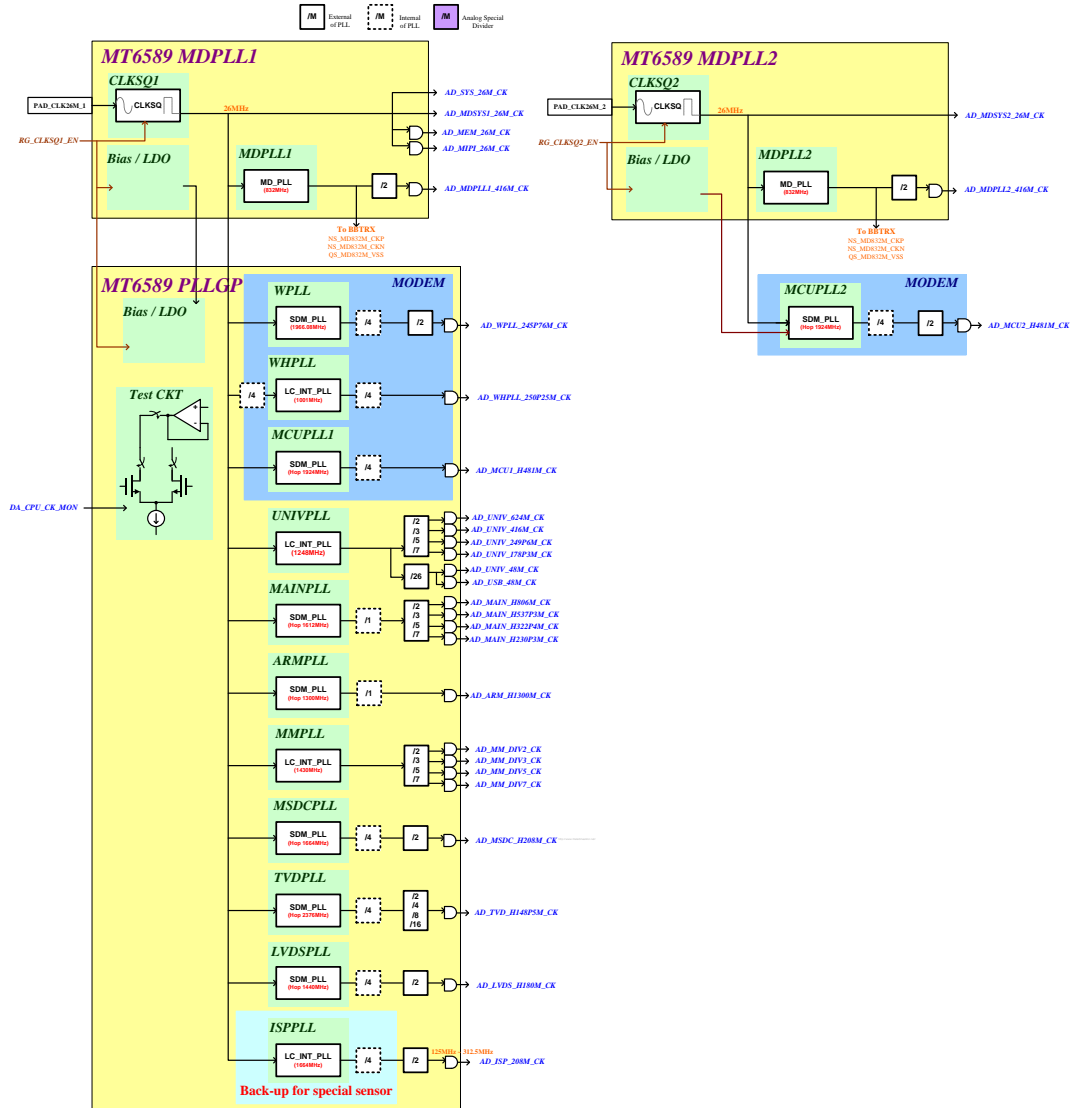 /M External of PLL
/M Internal of PLL
/M Analog Special Divider
MT6589 MDPLL1
CLKSQ1
PAD_CLK26M_1
CLKSQ
26MHz
AD_SYS_26M_CK
AD_MDSYS1_26M_CK
AD_MEM_26M_CK
AD_MIPI_26M_CK
RG_CLKSQ1_EN
Bias / LDO
MDPLL1
MD_PLL
(832MHz)
/2
AD_MDPLL1_416M_CK
To BBTRX
NS_MD832M_CKP
NS_MD832M_CKN
QS_MD832M_VSS
MT6589 MDPLL2
CLKSQ2
PAD_CLK26M_2
CLKSQ
26MHz
AD_MDSYS2_26M_CK
RG_CLKSQ2_EN
Bias / LDO
MDPLL2
MD_PLL
(832MHz)
/2
AD_MDPLL2_416M_CK
To BBTRX
NS_MD832M_CKP
NS_MD832M_CKN
QS_MD832M_VSS
MODEM
MCUPLL2
SDM_PLL
(Hop 1924MHz)
/4
/2
AD_MCU2_H481M_CK
MT6589 PLLGP
Bias / LDO
Test CKT
DA_CPU_CK_MON
MODEM
WPLL
SDM_PLL
(1966.08MHz)
/4
/2
AD_WPLL_245P76M_CK
WHPLL
/4
LC_INT_PLL
(1001MHz)
/4
AD_WHPLL_250P25M_CK
MCUPLL1
SDM_PLL
(Hop 1924MHz)
/4
AD_MCU1_H481M_CK
UNIVPLL
LC_INT_PLL
(1248MHz)
/2
/3
/5
/7
/26
AD_UNIV_624M_CK
AD_UNIV_416M_CK
AD_UNIV_249P6M_CK
AD_UNIV_178P3M_CK
AD_UNIV_48M_CK
AD_USB_48M_CK
MAINPLL
SDM_PLL
(Hop 1612MHz)
/1
/2
/3
/5
/7
AD_MAIN_H806M_CK
AD_MAIN_H537P3M_CK
AD_MAIN_H322P4M_CK
AD_MAIN_H230P3M_CK
ARMPLL
SDM_PLL
(Hop 1300MHz)
/1
AD_ARM_H1300M_CK
MMPLL
LC_INT_PLL
(1430MHz)
/2
/3
/5
/7
AD_MM_DIV2_CK
AD_MM_DIV3_CK
AD_MM_DIV5_CK
AD_MM_DIV7_CK
MSDCPLL
SDM_PLL
(Hop 1664MHz)
/4
/2
AD_MSDC_H208M_CK
TVDPLL
SDM_PLL
(Hop 2376MHz)
/4
/2
/4
/8
/16
AD_TVD_H148P5M_CK
LVDSPLL
SDM_PLL
(Hop 1440MHz)
/4
/2
AD_LVDS_H180M_CK
ISPPLL
LC_INT_PLL
(1664MHz)
/4
/2
125MHz - 312.5MHz
AD_ISP_208M_CK
Back-up for special sensor